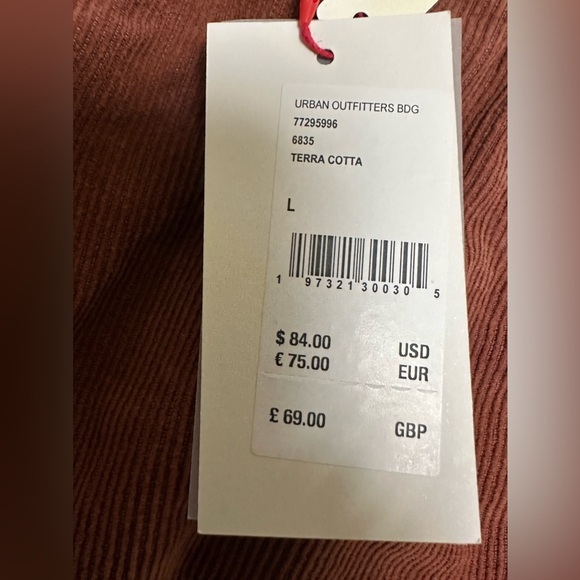 URBAN OUTFITTERS BDG
77295996
6835
TERRA COTTA
L
1 97321 30030 5
$ 84.00 USD
€ 75.00 EUR
£ 69.00 GBP